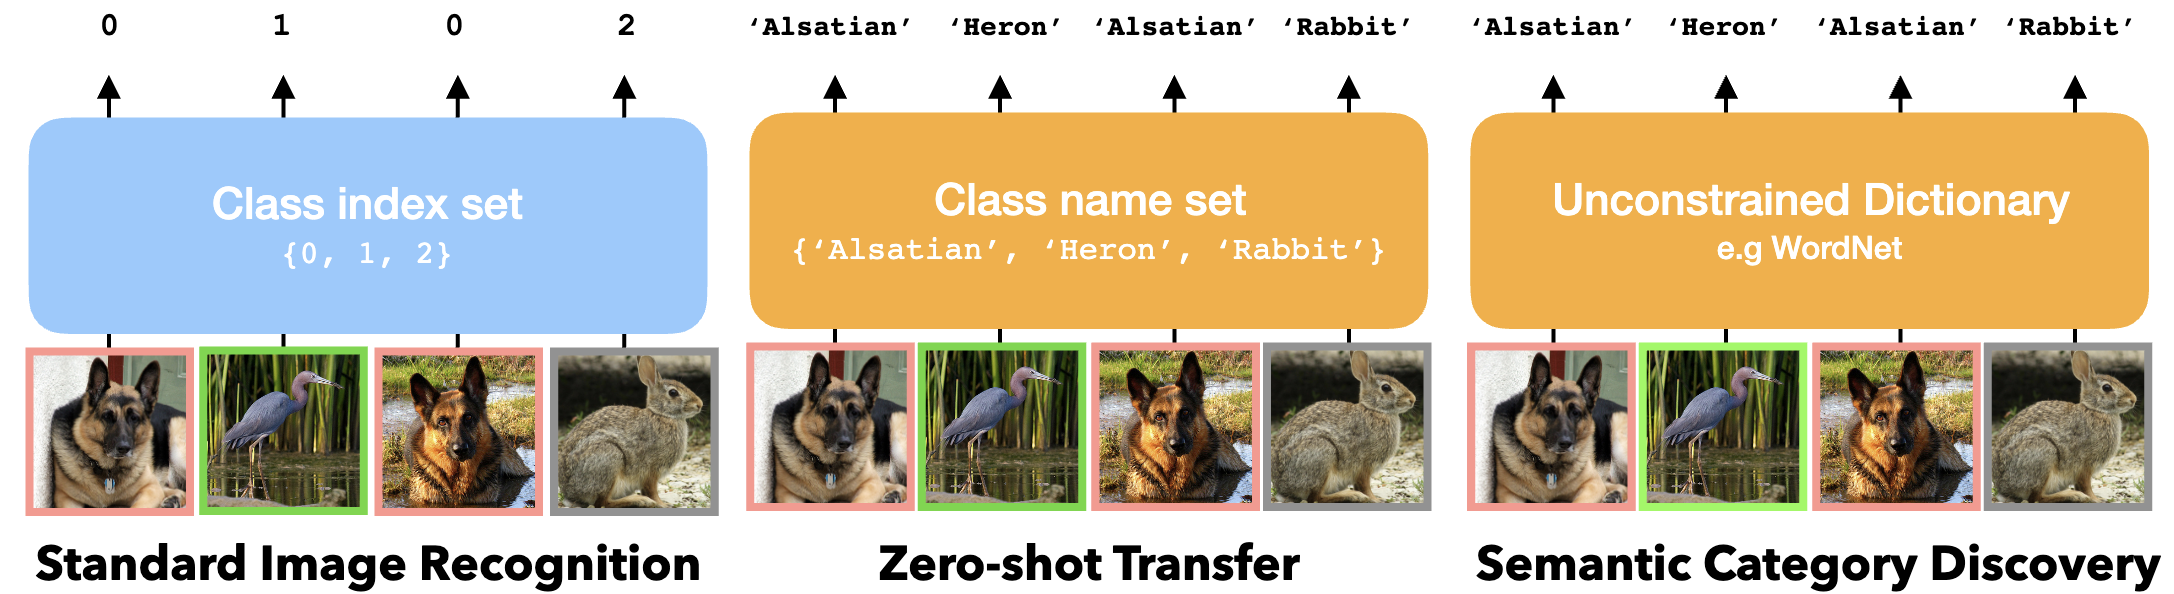 0 1 0 2
Class index set
{0, 1, 2}
Standard Image Recognition
‘Alsatian’ ‘Heron’ ‘Alsatian’ ‘Rabbit’
Class name set
{‘Alsatian’, ‘Heron’, ‘Rabbit’}
Zero-shot Transfer
‘Alsatian’ ‘Heron’ ‘Alsatian’ ‘Rabbit’
Unconstrained Dictionary
e.g WordNet
Semantic Category Discovery